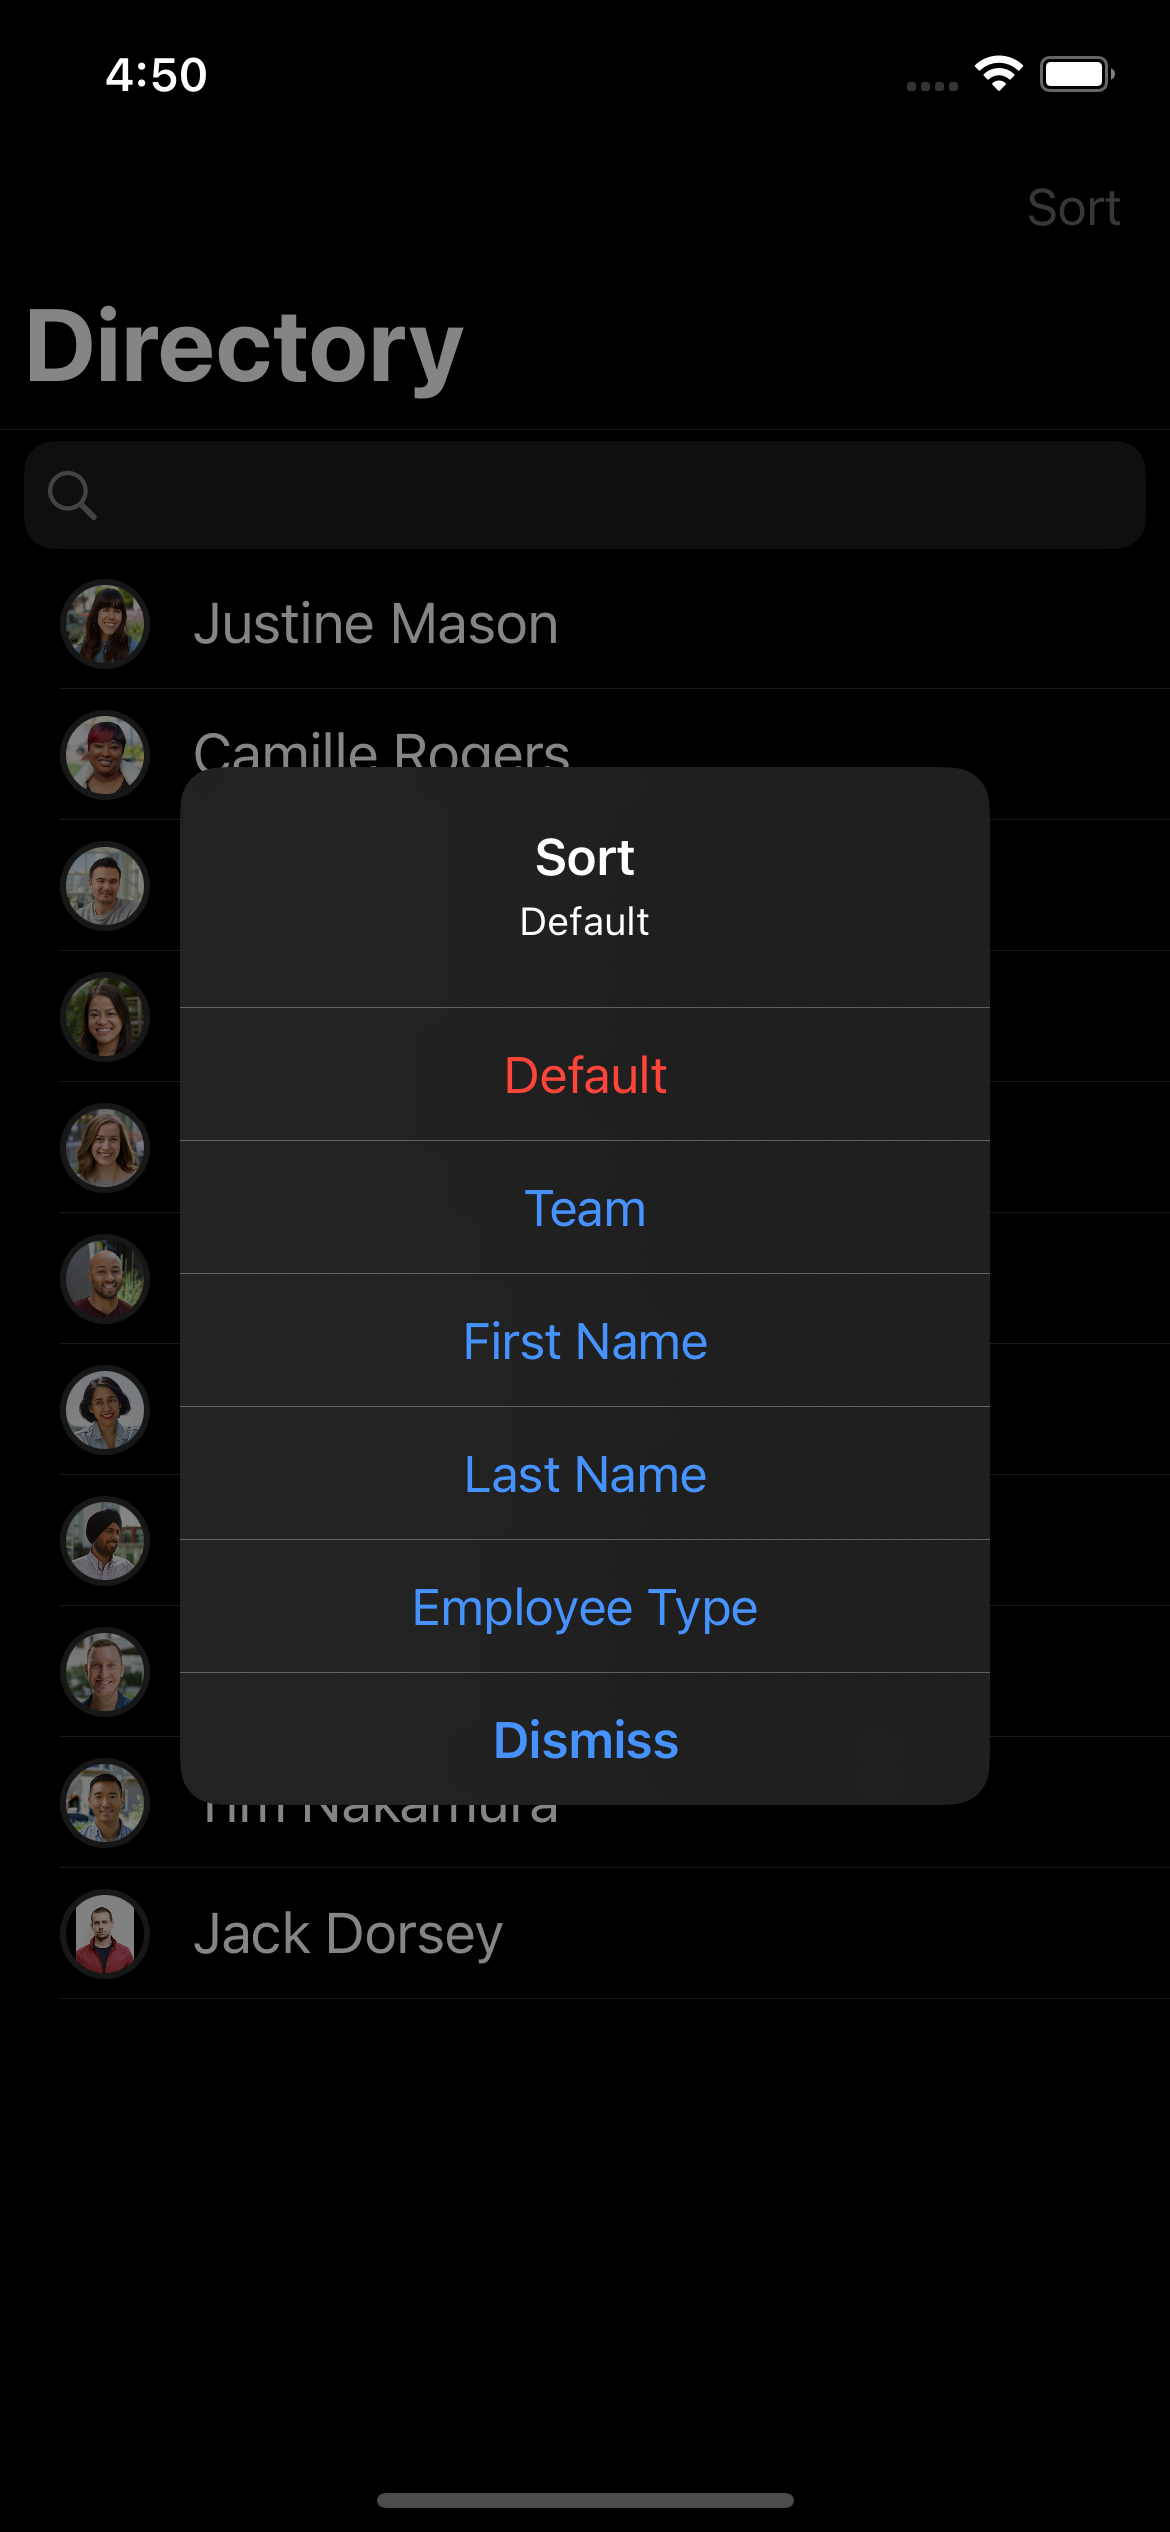 4:50
Sort
Directory
Justine Mason
Camille Rogers
Sort
Default
Default
Team
First Name
Last Name
Employee Type
Dismiss
Tim Nakamura
Jack Dorsey